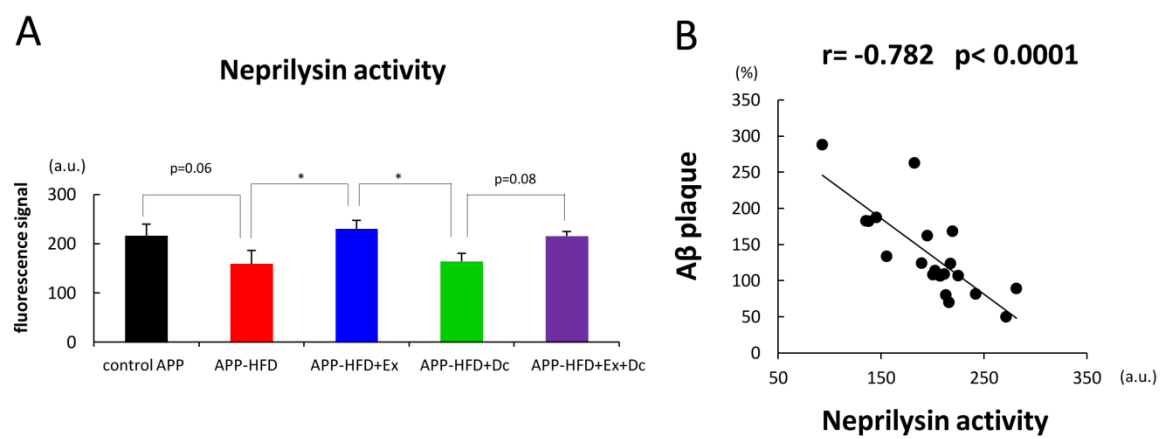 A
Neprilysin activity
(a.u.)
p=0.06
*
*
p=0.08
fluorescence signal
300
200
100
0
control APP
APP-HFD
APP-HFD+Ex
APP-HFD+Dc
APP-HFD+Ex+Dc
B
r= -0.782 p< 0.0001
(%)
Aβ plaque
350
300
250
200
150
100
50
0
50
150
250
350
(a.u.)
Neprilysin activity